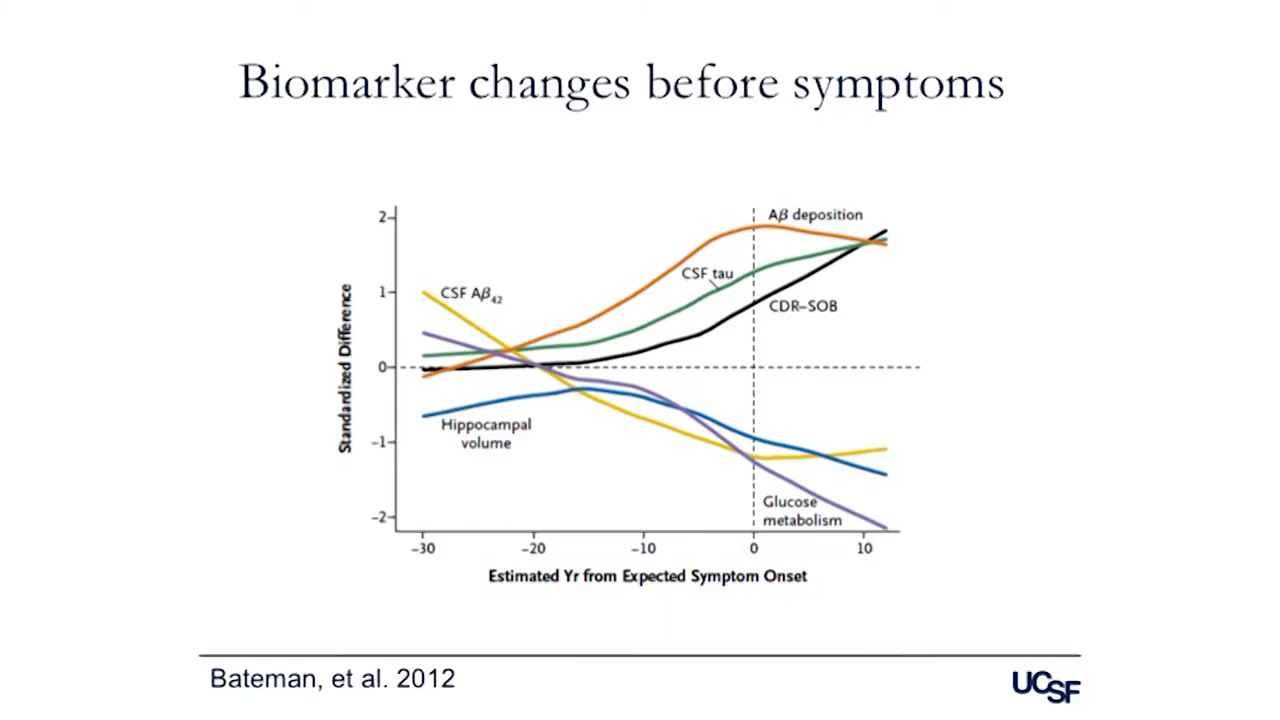 Biomarker changes before symptoms
2
1
0
-1
-2
Standardized Difference
Aβ deposition
CSF tau
CSF Aβ42
CDR–SOB
Hippocampal
volume
Glucose
metabolism
-30
-20
-10
0
10
Estimated Yr from Expected Symptom Onset
Bateman, et al. 2012
UCSF